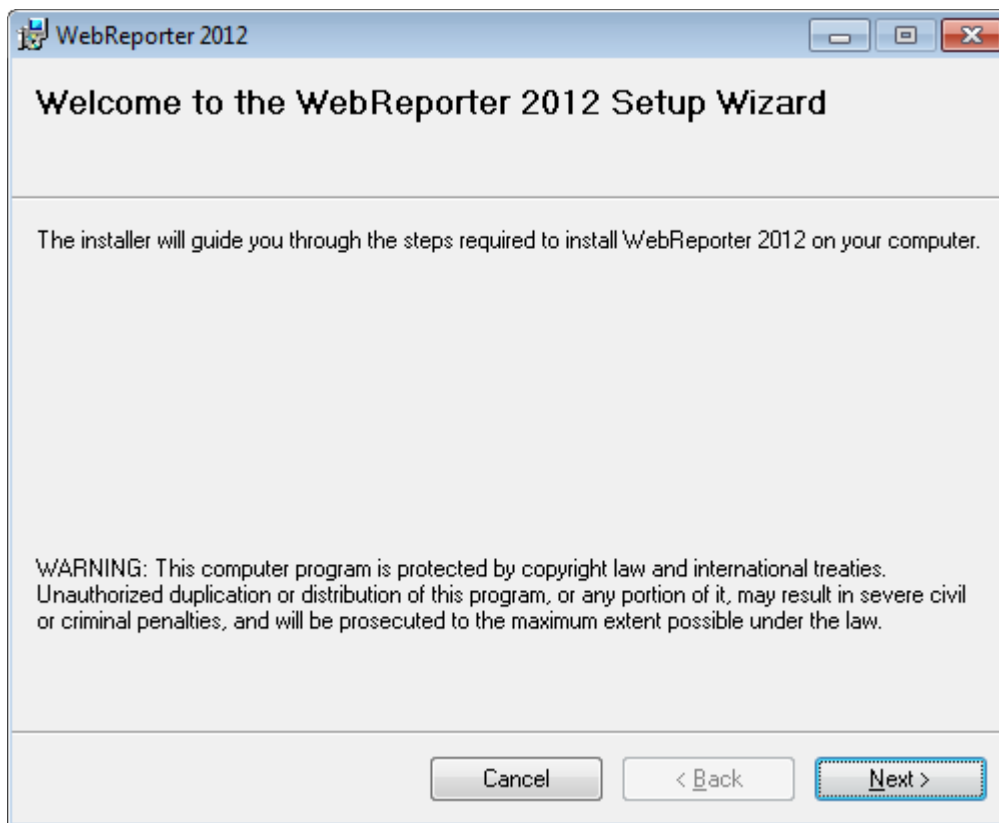 WebReporter 2012
Welcome to the WebReporter 2012 Setup Wizard
The installer will guide you through the steps required to install WebReporter 2012 on your computer.
WARNING: This computer program is protected by copyright law and international treaties.
Unauthorized duplication or distribution of this program, or any portion of it, may result in severe civil
or criminal penalties, and will be prosecuted to the maximum extent possible under the law.
Cancel < Back Next >